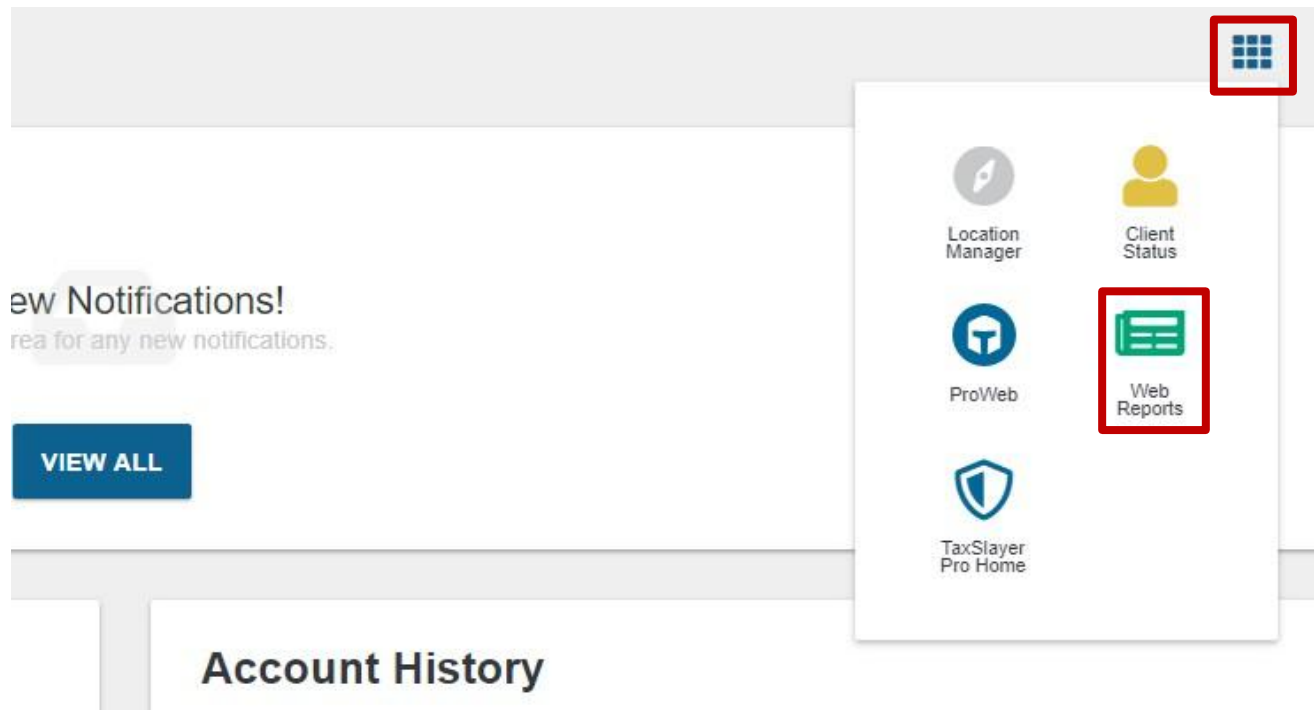 Location
Manager
Client
Status
ew Notifications!
rea for any new notifications.
ProWeb
Web
Reports
VIEW ALL
TaxSlayer
Pro Home
Account History